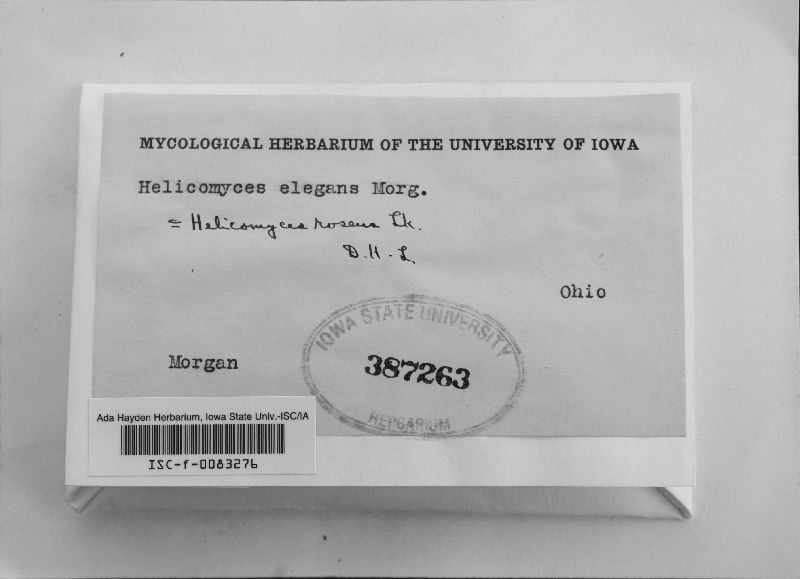 MYCOLOGICAL HERBARIUM OF THE UNIVERSITY OF IOWA
Helicomyces elegans Morg.
= Helicomyces roseus Lk.
D.H.L.
Ohio
IOWA STATE UNIVERSITY
387263
HERBARIUM
Morgan
Ada Hayden Herbarium, Iowa State Univ.-ISC/IA
ISC-f-0083276